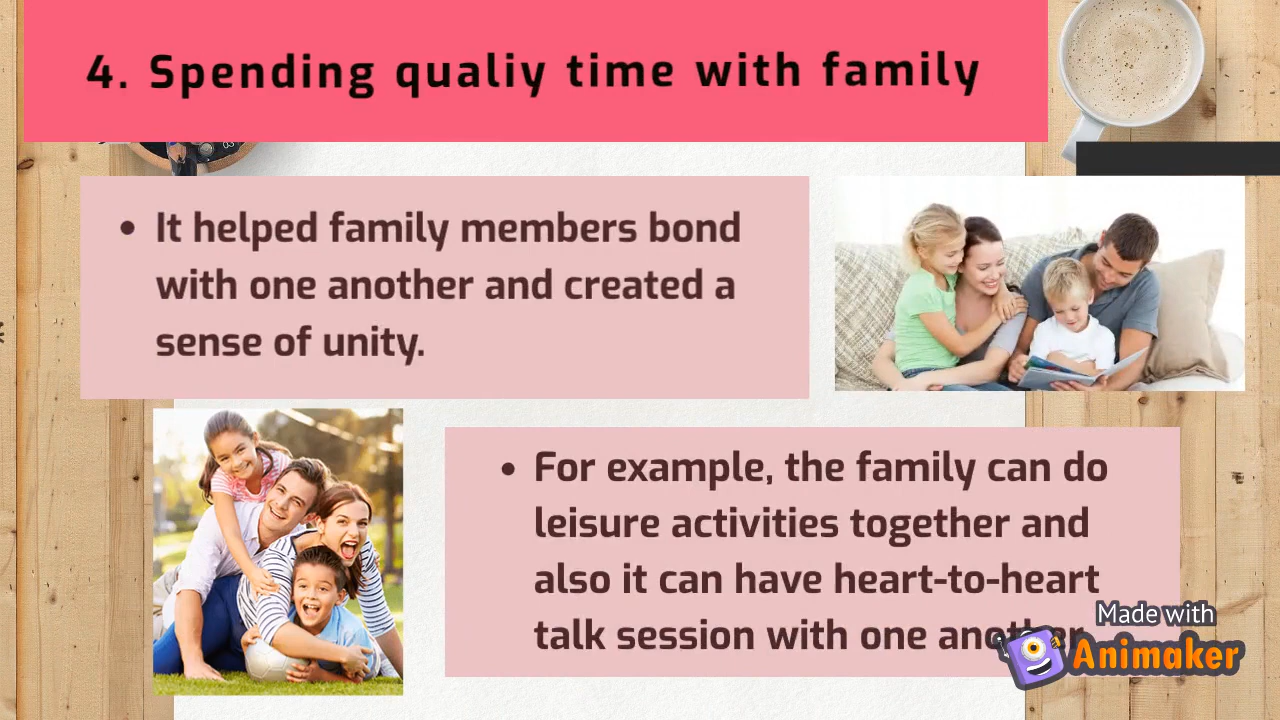 4. Spending qualiy time with family
• It helped family members bond
with one another and created a
sense of unity.
• For example, the family can do
leisure activities together and
also it can have heart-to-heart
talk session with one another
Made with
Animaker